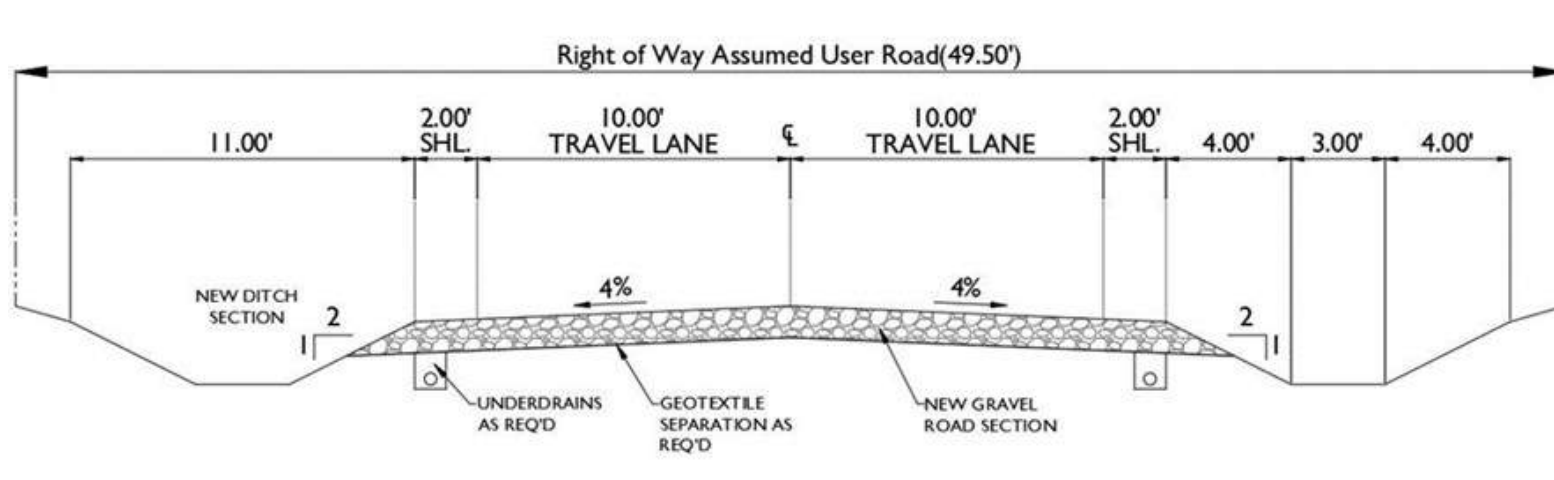 Right of Way Assumed User Road(49.50')
11.00'
2.00'
SHL.
10.00'
TRAVEL LANE
℄
10.00'
TRAVEL LANE
2.00'
SHL.
4.00'
3.00'
4.00'
NEW DITCH
SECTION
2
1
4%
4%
2
1
UNDERDRAINS
AS REQ'D
GEOTEXTILE
SEPARATION AS
REQ'D
NEW GRAVEL
ROAD SECTION